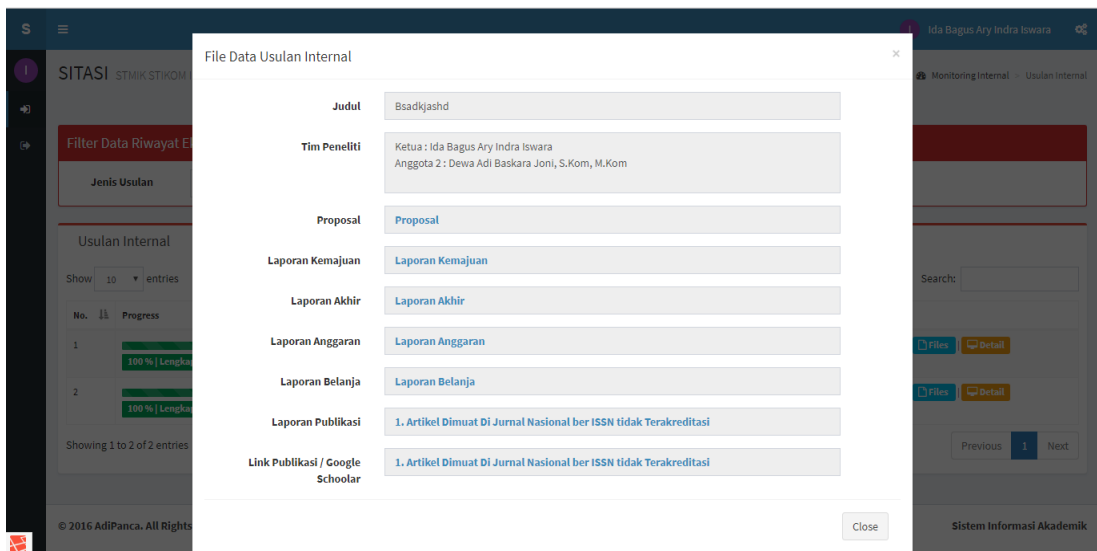 S
I Ida Bagus Ary Indra Iswara
I
SITASI STMIK STIKOM
Monitoring Internal > Usulan Internal
Filter Data Riwayat
Jenis Usulan
Usulan Internal
Show 10 entries
Search:
No. Progress
1
100 % |
Files | Detail
2
100 % |
Files | Detail
Showing 1 to 2 of 2 entries
Previous 1 Next
© 2016 AdiPanca. All Rights
Sistem Informasi Akademik
File Data Usulan Internal ×
Judul Bsadkjashd
Tim Peneliti Ketua : Ida Bagus Ary Indra Iswara
Anggota 2 : Dewa Adi Baskara Joni, S.Kom, M.Kom
Proposal Proposal
Laporan Kemajuan Laporan Kemajuan
Laporan Akhir Laporan Akhir
Laporan Anggaran Laporan Anggaran
Laporan Belanja Laporan Belanja
Laporan Publikasi 1. Artikel Dimuat Di Jurnal Nasional ber ISSN tidak Terakreditasi
Link Publikasi / Google 1. Artikel Dimuat Di Jurnal Nasional ber ISSN tidak Terakreditasi
Schoolar
Close